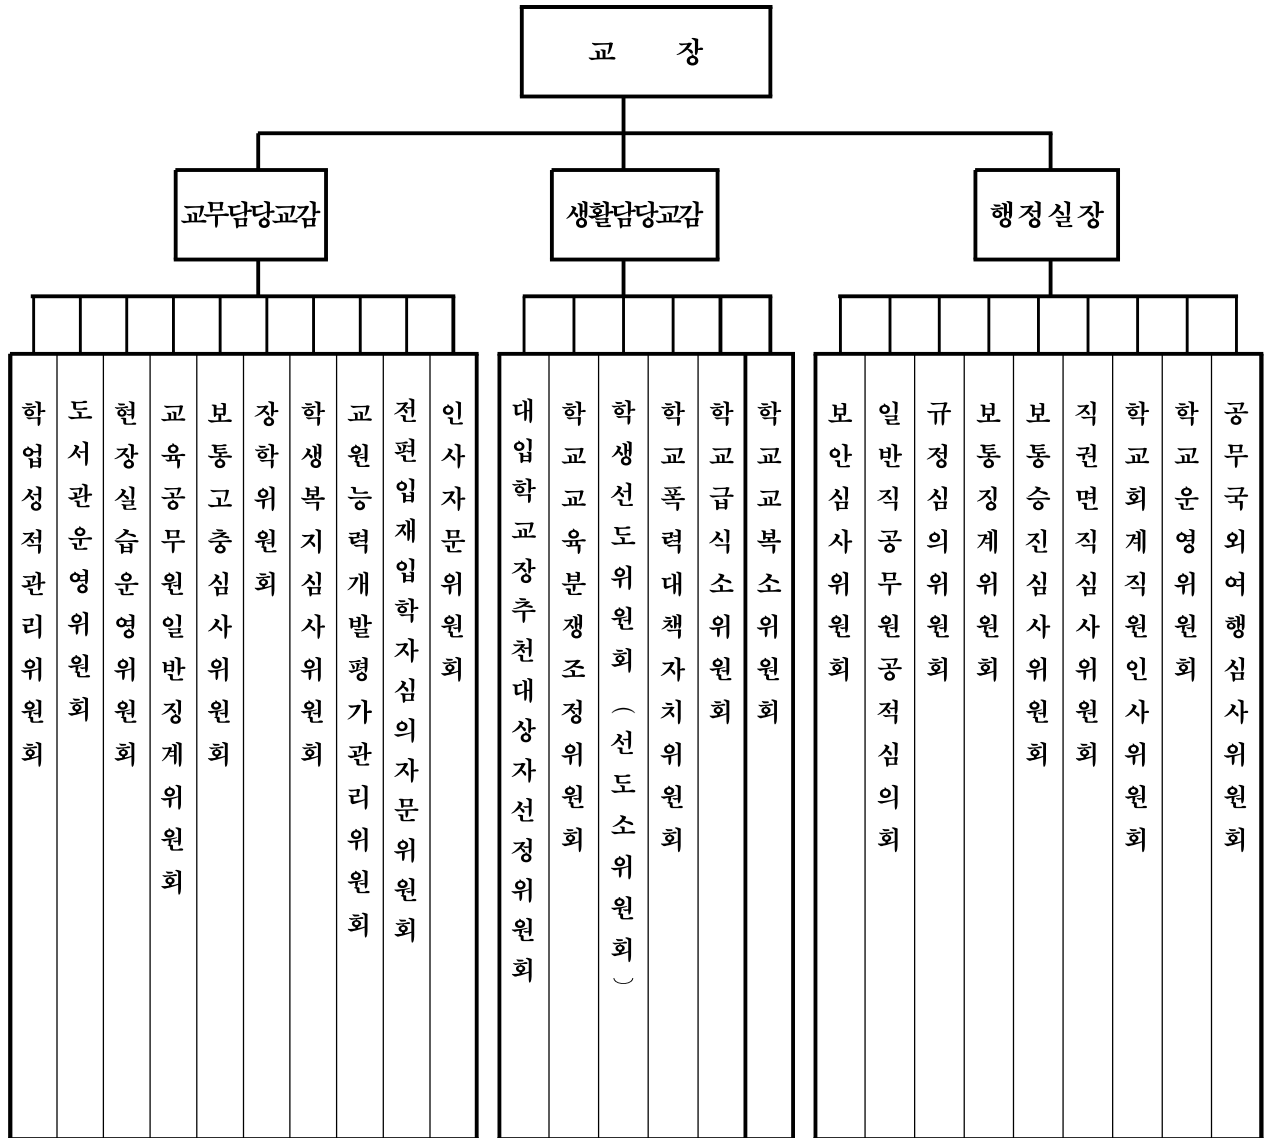 교 장
교무담당교감
생활담당교감
행정실장
학업성적관리위원회
도서관운영위원회
현장실습운영위원회
교육공무원일반징계위원회
보통고충심사위원회
장학위원회
학생복지심사위원회
교원능력개발평가관리위원회
전편입재입학자심의자문위원회
인사자문위원회
대입학교장추천대상자선정위원회
학교교육분쟁조정위원회
학생선도위원회(선도소위원회)
학교폭력대책자치위원회
학교급식소위원회
학교교복소위원회
보안심사위원회
일반직공무원공적심의회
규정심의위원회
보통징계위원회
보통승진심사위원회
직권면직심사위원회
학교회계직원인사위원회
학교운영위원회
공무국외여행심사위원회